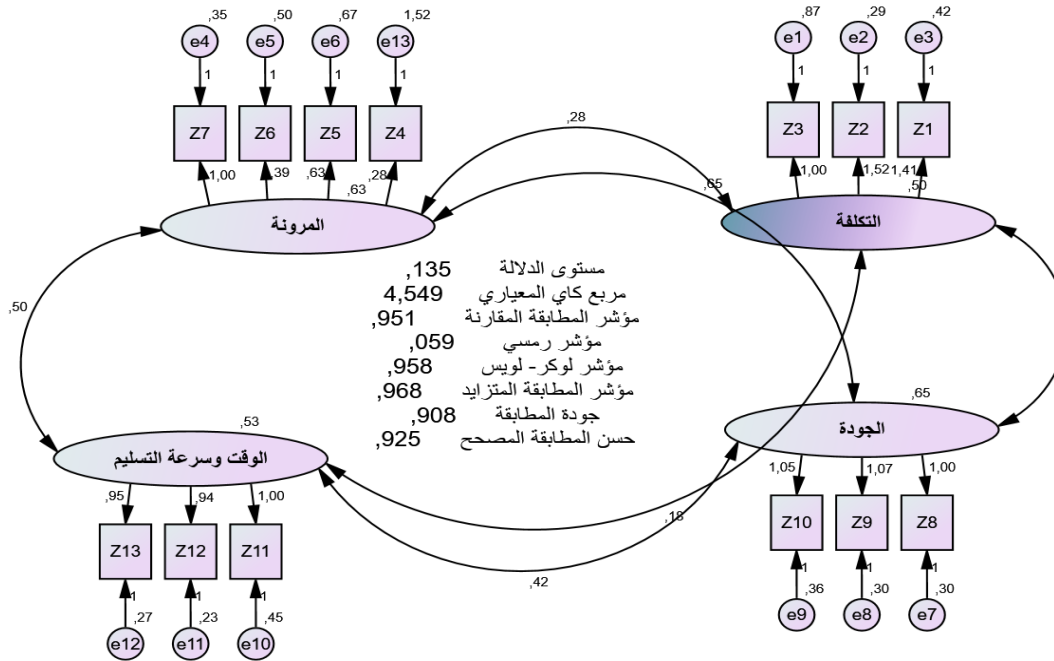 ,35 ,50 ,67 1,52
e4 e5 e6 e13
1 1 1 1
Z7 Z6 Z5 Z4
1,00 ,39 ,63 ,28
,63
المرونة
,87 ,29 ,42
e1 e2 e3
1 1 1
Z3 Z2 Z1
1,00 1,52 1,41
,50
التكلفة
,28
,65
,50
مستوى الدلالة ,135
مربع كاي المعياري 4,549
مؤشر المطابقة المقارنة ,951
مؤشر رمسي ,059
مؤشر لوكر- لويس ,958
مؤشر المطابقة المتزايد ,968
جودة المطابقة ,908
حسن المطابقة المصحح ,925
,53
الوقت وسرعة التسليم
,95 ,94 1,00
Z13 Z12 Z11
1 1 1
,27 ,23 ,45
e12 e11 e10
,65
الجودة
1,05 1,07 1,00
Z10 Z9 Z8
1 1 1
,36 ,30 ,30
e9 e8 e7
,18
,42